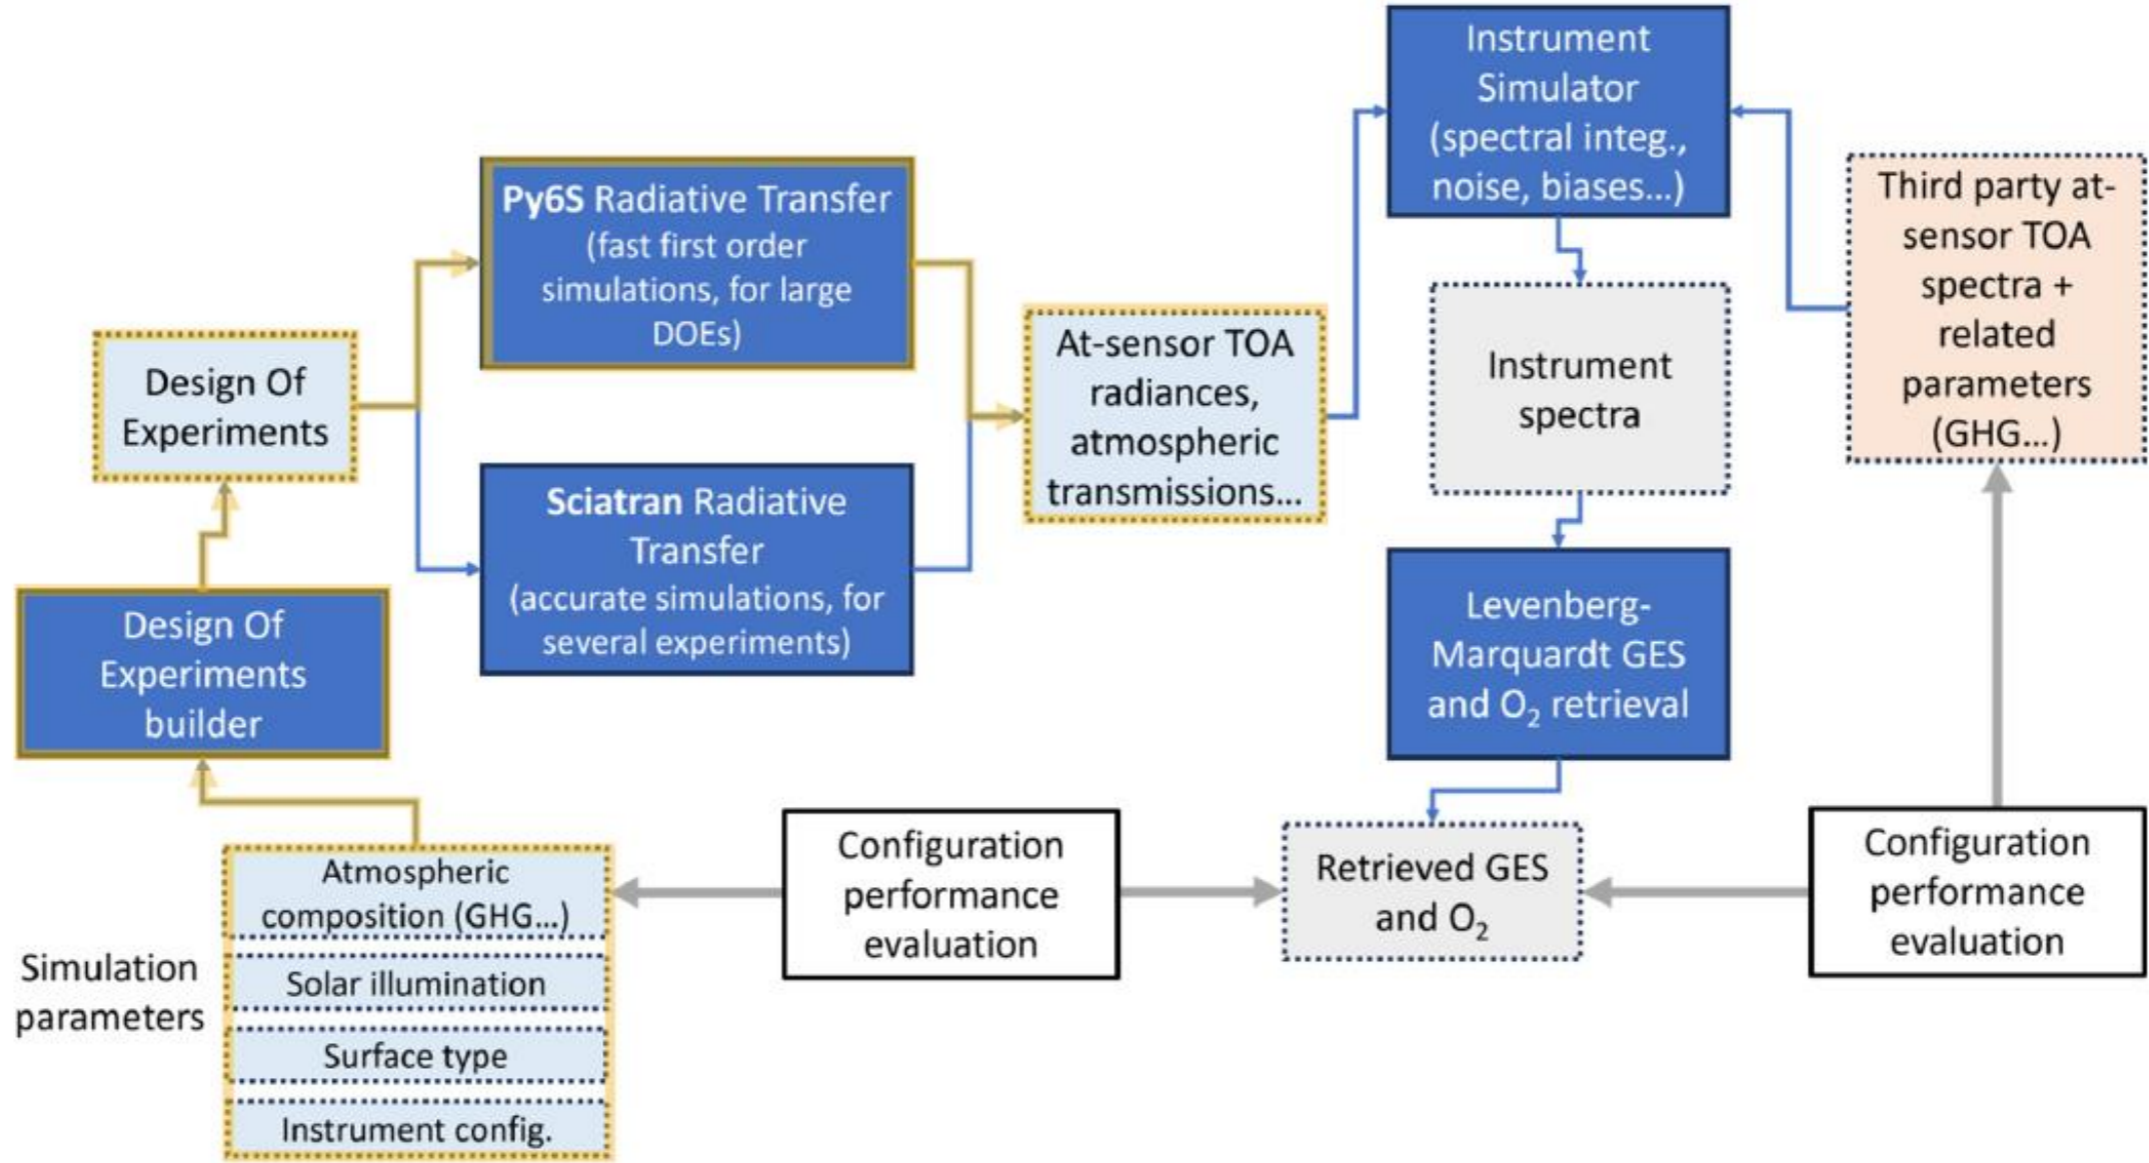 Instrument
Simulator
(spectral integ.,
noise, biases...)
Py6S Radiative Transfer
(fast first order
simulations, for large
DOEs)
Third party at-
sensor TOA
spectra +
related
parameters
(GHG...)
Design Of
Experiments
At-sensor TOA
radiances,
atmospheric
transmissions...
Instrument
spectra
Sciatran Radiative
Transfer
(accurate simulations, for
several experiments)
Design Of
Experiments
builder
Levenberg-
Marquardt GES
and O₂ retrieval
Atmospheric
composition (GHG...)
Configuration
performance
evaluation
Retrieved GES
and O₂
Configuration
performance
evaluation
Simulation
parameters
Solar illumination
Surface type
Instrument config.